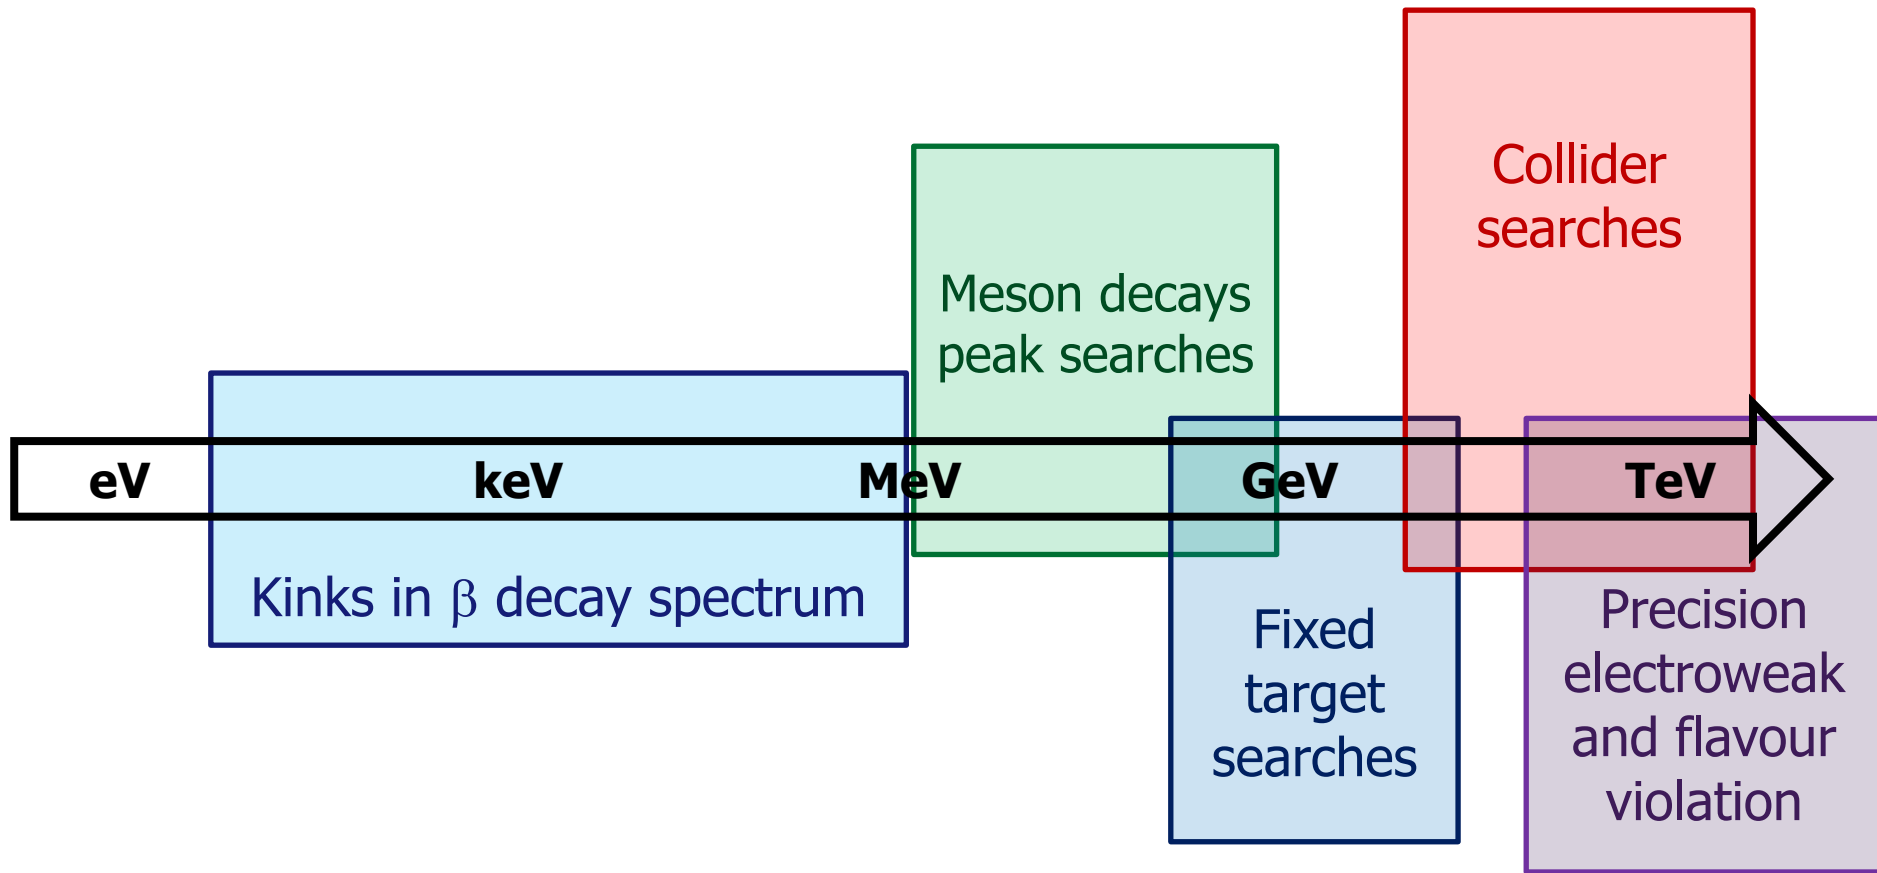 Collider
searches
Meson decays
peak searches
eV keV MeV GeV TeV
Kinks in β decay spectrum
Fixed
target
searches
Precision
electroweak
and flavour
violation